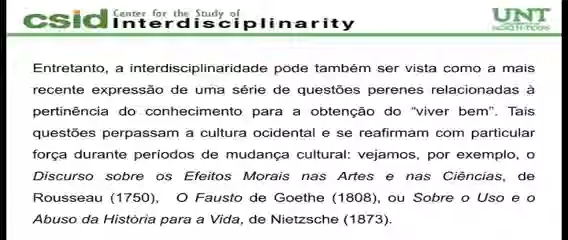 csid Center for the Study of
Interdisciplinarity
UNT
Entretanto, a interdisciplinaridade pode também ser vista como a mais
recente expressão de uma série de questões perenes relacionadas à
pertinência do conhecimento para a obtenção do “viver bem”. Tais
questões perpassam a cultura ocidental e se reafirmam com particular
força durante períodos de mudança cultural: vejamos, por exemplo, o
Discurso sobre os Efeitos Morais nas Artes e nas Ciências, de
Rousseau (1750), O Fausto de Goethe (1808), ou Sobre o Uso e o
Abuso da História para a Vida, de Nietzsche (1873).